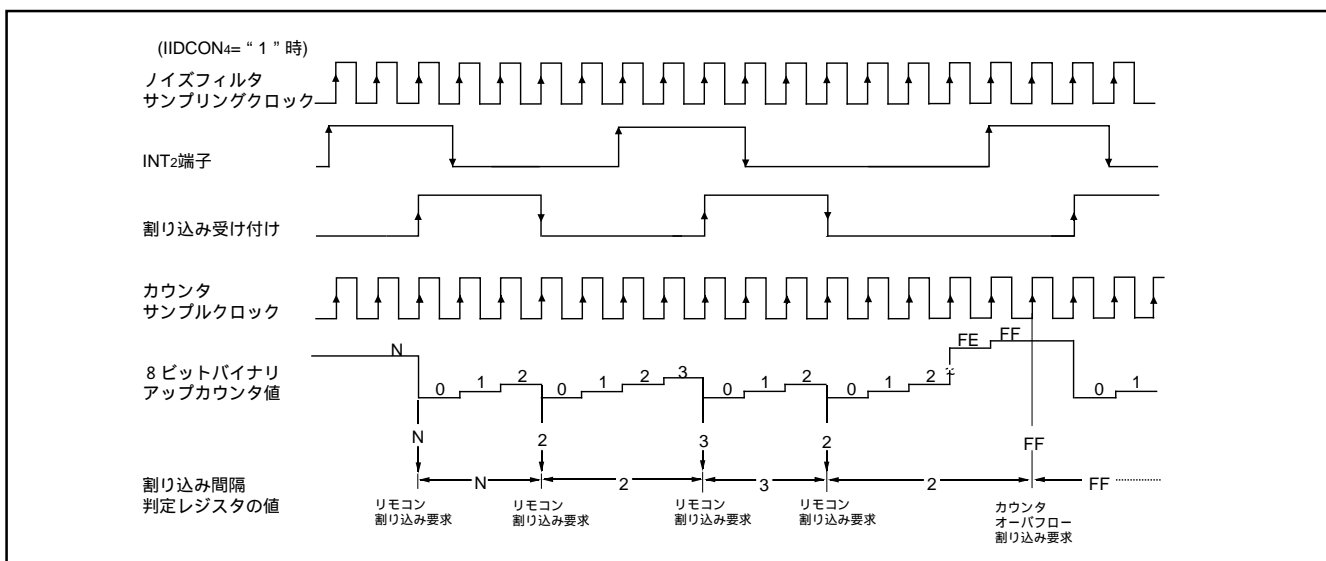 (IIDCON4= “ 1 ” 時)
ノイズフィルタ
サンプリングクロック
INT2端子
割り込み受け付け
カウンタ
サンプルクロック
8 ビットバイナリ
アップカウンタ値
N 0 1 2 0 1 2 3 0 1 2 0 1 2 FE FF 0 1
N 2 3 2 FF
割り込み間隔
判定レジスタの値
N 2 3 2 FF
リモコン
割り込み要求
リモコン
割り込み要求
リモコン
割り込み要求
リモコン
割り込み要求
カウンタ
オーバフロー
割り込み要求